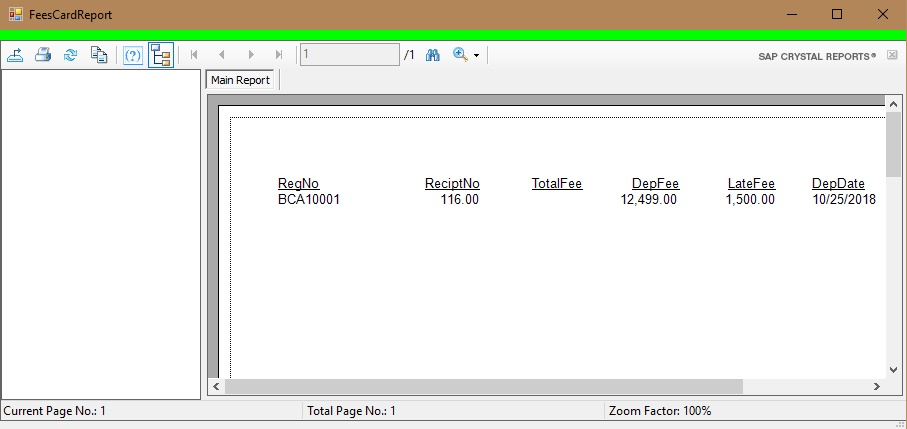 FeesCardReport
1 /1 SAP CRYSTAL REPORTS®
Main Report
RegNo ReciptNo TotalFee DepFee LateFee DepDate
BCA10001 116.00 12,499.00 1,500.00 10/25/2018
Current Page No.: 1 Total Page No.: 1 Zoom Factor: 100%